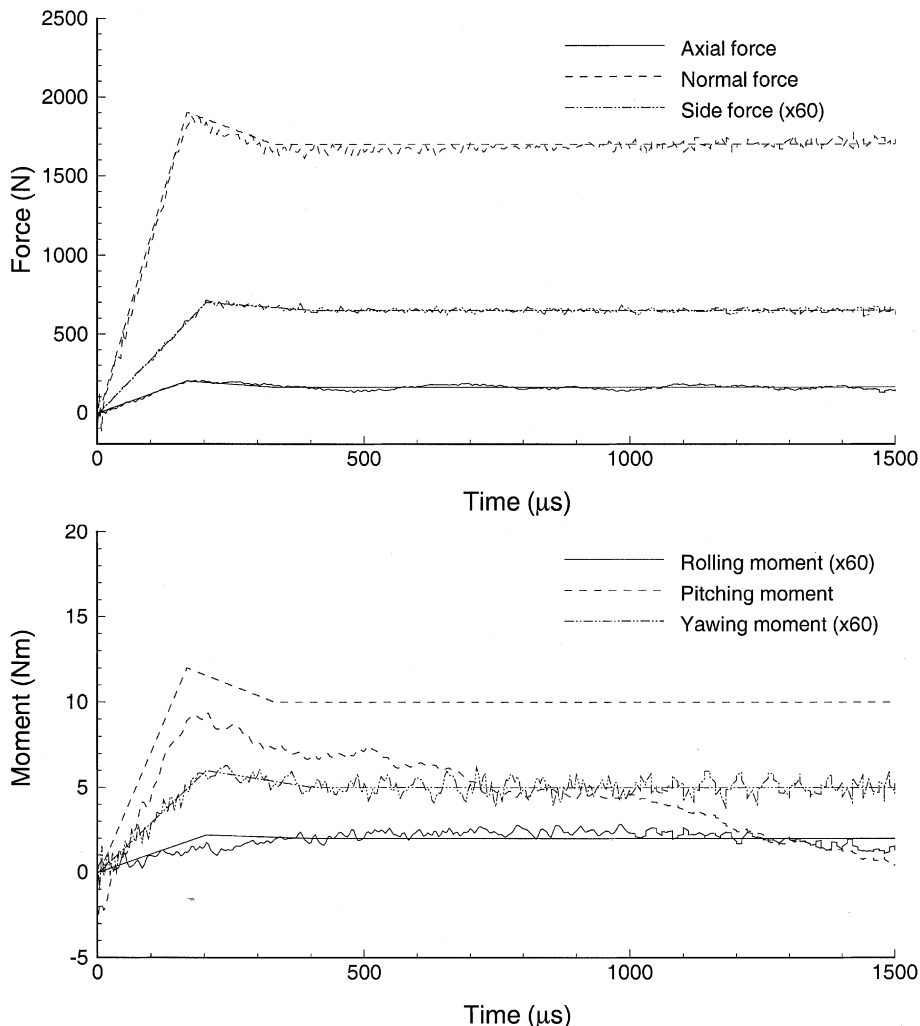 2500
2000
1500
1000
500
0
Force (N)
Axial force
Normal force
Side force (x60)
0
500
1000
1500
Time (μs)
20
15
10
5
0
-5
Moment (Nm)
Rolling moment (x60)
Pitching moment
Yawing moment (x60)
0
500
1000
1500
Time (μs)